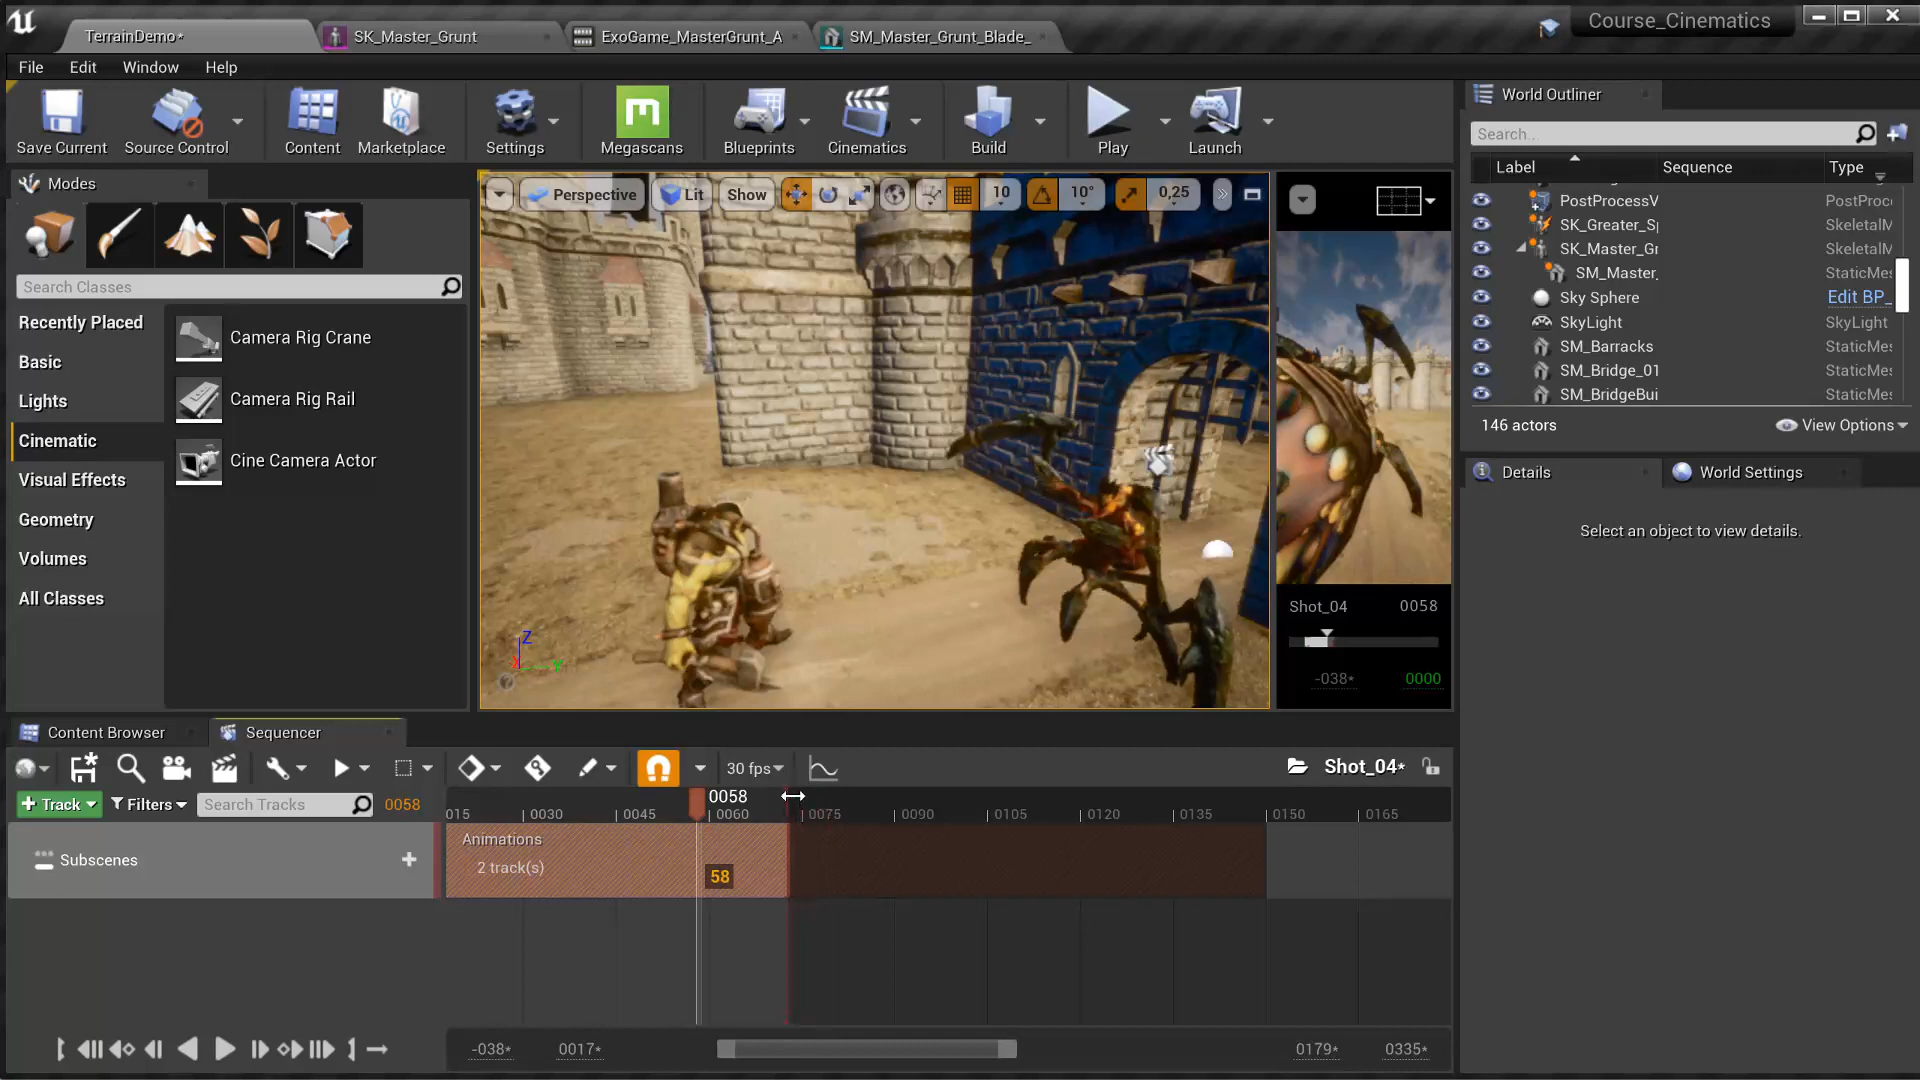 TerrainDemo*
SK_Master_Grunt
ExoGame_MasterGrunt_A
SM_Master_Grunt_Blade_
Course_Cinematics
File Edit Window Help
Save Current
Source Control
Content
Marketplace
Settings
Megascans
Blueprints
Cinematics
Build
Play
Launch
World Outliner
Search...
Label Sequence Type
PostProcessV PostProc
SK_Greater_Sp SkeletalM
SK_Master_Gr SkeletalM
SM_Master_ StaticMes
Sky Sphere Edit BP_
SkyLight SkyLight
SM_Barracks StaticMes
SM_Bridge_01 StaticMes
SM_BridgeBui StaticMes
146 actors View Options
Details World Settings
Select an object to view details.
Modes
Search Classes
Recently Placed
Basic
Lights
Cinematic
Visual Effects
Geometry
Volumes
All Classes
Camera Rig Crane
Camera Rig Rail
Cine Camera Actor
Perspective Lit Show 10 10° 0,25
Z
X Y
Shot_04 0058
-038* 0000
Content Browser Sequencer
30 fps Shot_04*
+ Track Filters Search Tracks 0058
0058
015 0030 0045 0060 0075 0090 0105 0120 0135 0150 0165
Subscenes
Animations
2 track(s)
58
-038* 0017* 0179* 0335*